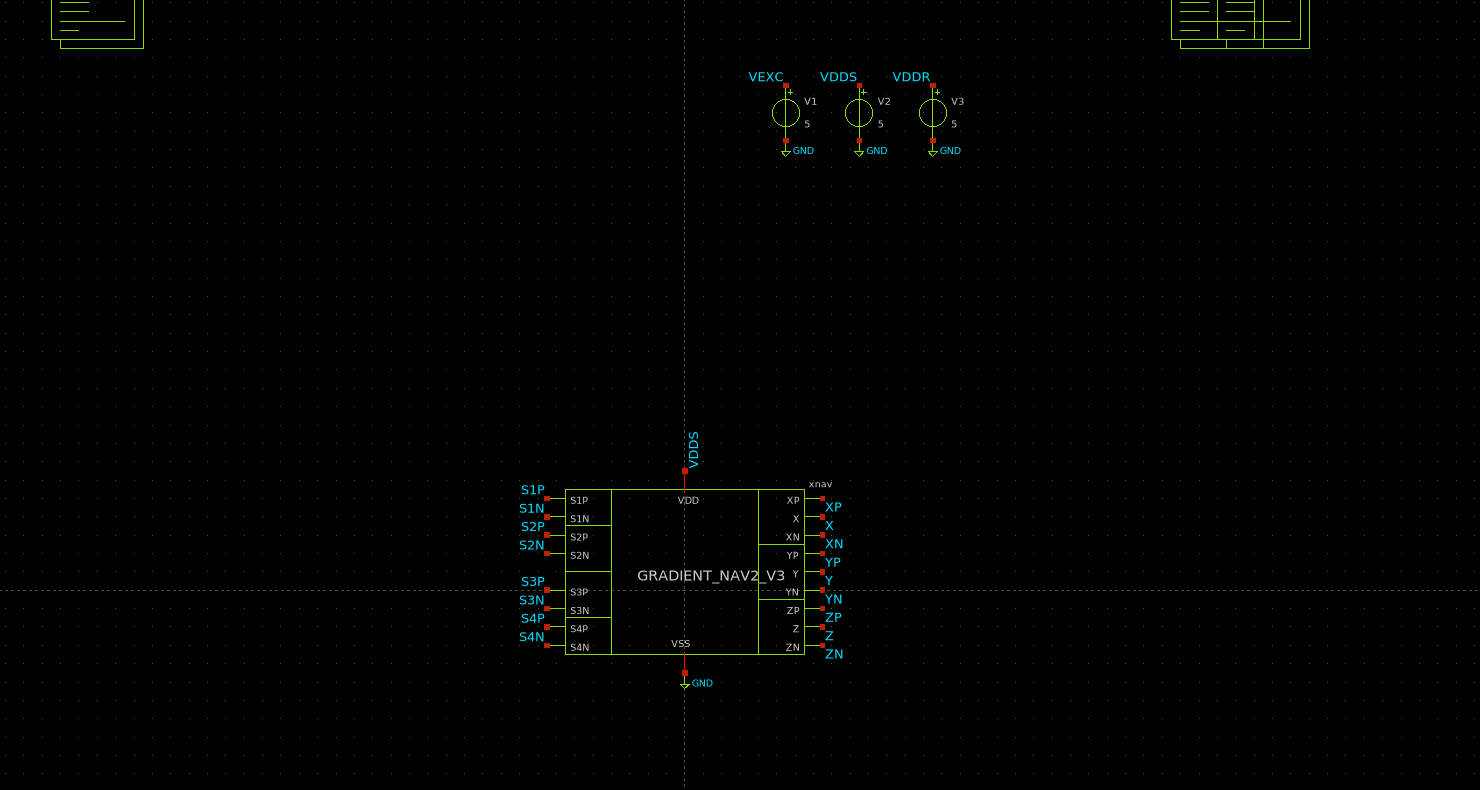 VEXC VDDS VDDR
+ + +
V1 V2 V3
5 5 5
GND GND GND
VDDS
xnav
S1P S1P VDD XP XP
S1N S1N X X
S2P S2P XN XN
S2N S2N YP YP
GRADIENT_NAV2_V3 Y Y
S3P S3P YN YN
S3N S3N ZP ZP
S4P S4P Z Z
S4N S4N VSS ZN ZN
GND